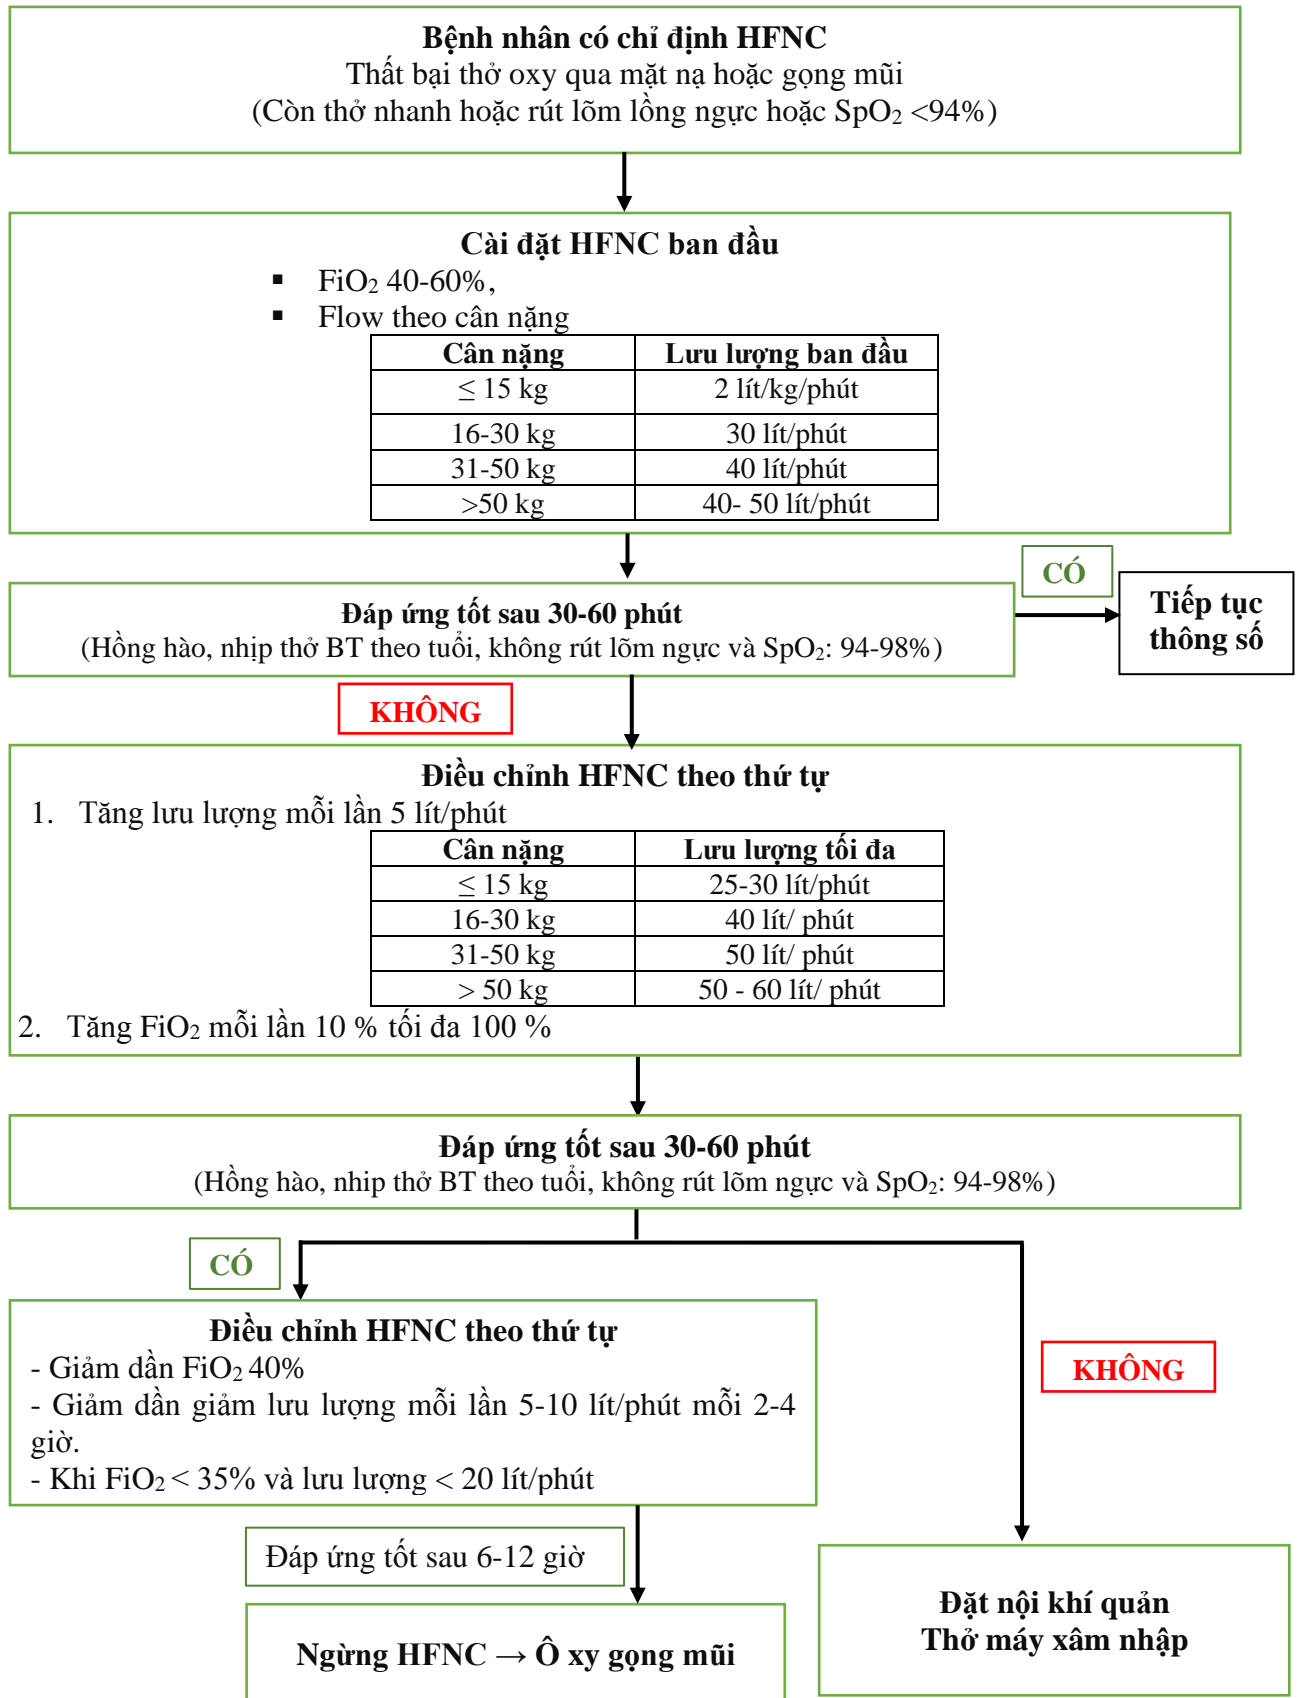 Bệnh nhân có chỉ định HFNC
Thất bại thở oxy qua mặt nạ hoặc gọng mũi
(Còn thở nhanh hoặc rút lõm lồng ngực hoặc SpO₂ <94%)
Cài đặt HFNC ban đầu
▪ FiO₂ 40-60%,
▪ Flow theo cân nặng
Cân nặng Lưu lượng ban đầu
≤ 15 kg 2 lít/kg/phút
16-30 kg 30 lít/phút
31-50 kg 40 lít/phút
>50 kg 40- 50 lít/phút
Đáp ứng tốt sau 30-60 phút
(Hồng hào, nhịp thở BT theo tuổi, không rút lõm ngực và SpO₂: 94-98%)
CÓ
Tiếp tục
thông số
KHÔNG
Điều chỉnh HFNC theo thứ tự
1. Tăng lưu lượng mỗi lần 5 lít/phút
Cân nặng Lưu lượng tối đa
≤ 15 kg 25-30 lít/phút
16-30 kg 40 lít/ phút
31-50 kg 50 lít/ phút
> 50 kg 50 - 60 lít/ phút
2. Tăng FiO₂ mỗi lần 10 % tối đa 100 %
Đáp ứng tốt sau 30-60 phút
(Hồng hào, nhip thở BT theo tuổi, không rút lõm ngực và SpO₂: 94-98%)
CÓ
Điều chỉnh HFNC theo thứ tự
- Giảm dần FiO₂ 40%
- Giảm dần giảm lưu lượng mỗi lần 5-10 lít/phút mỗi 2-4
giờ.
- Khi FiO₂ < 35% và lưu lượng < 20 lít/phút
KHÔNG
Đáp ứng tốt sau 6-12 giờ
Ngừng HFNC → Ô xy gọng mũi
Đặt nội khí quản
Thở máy xâm nhập